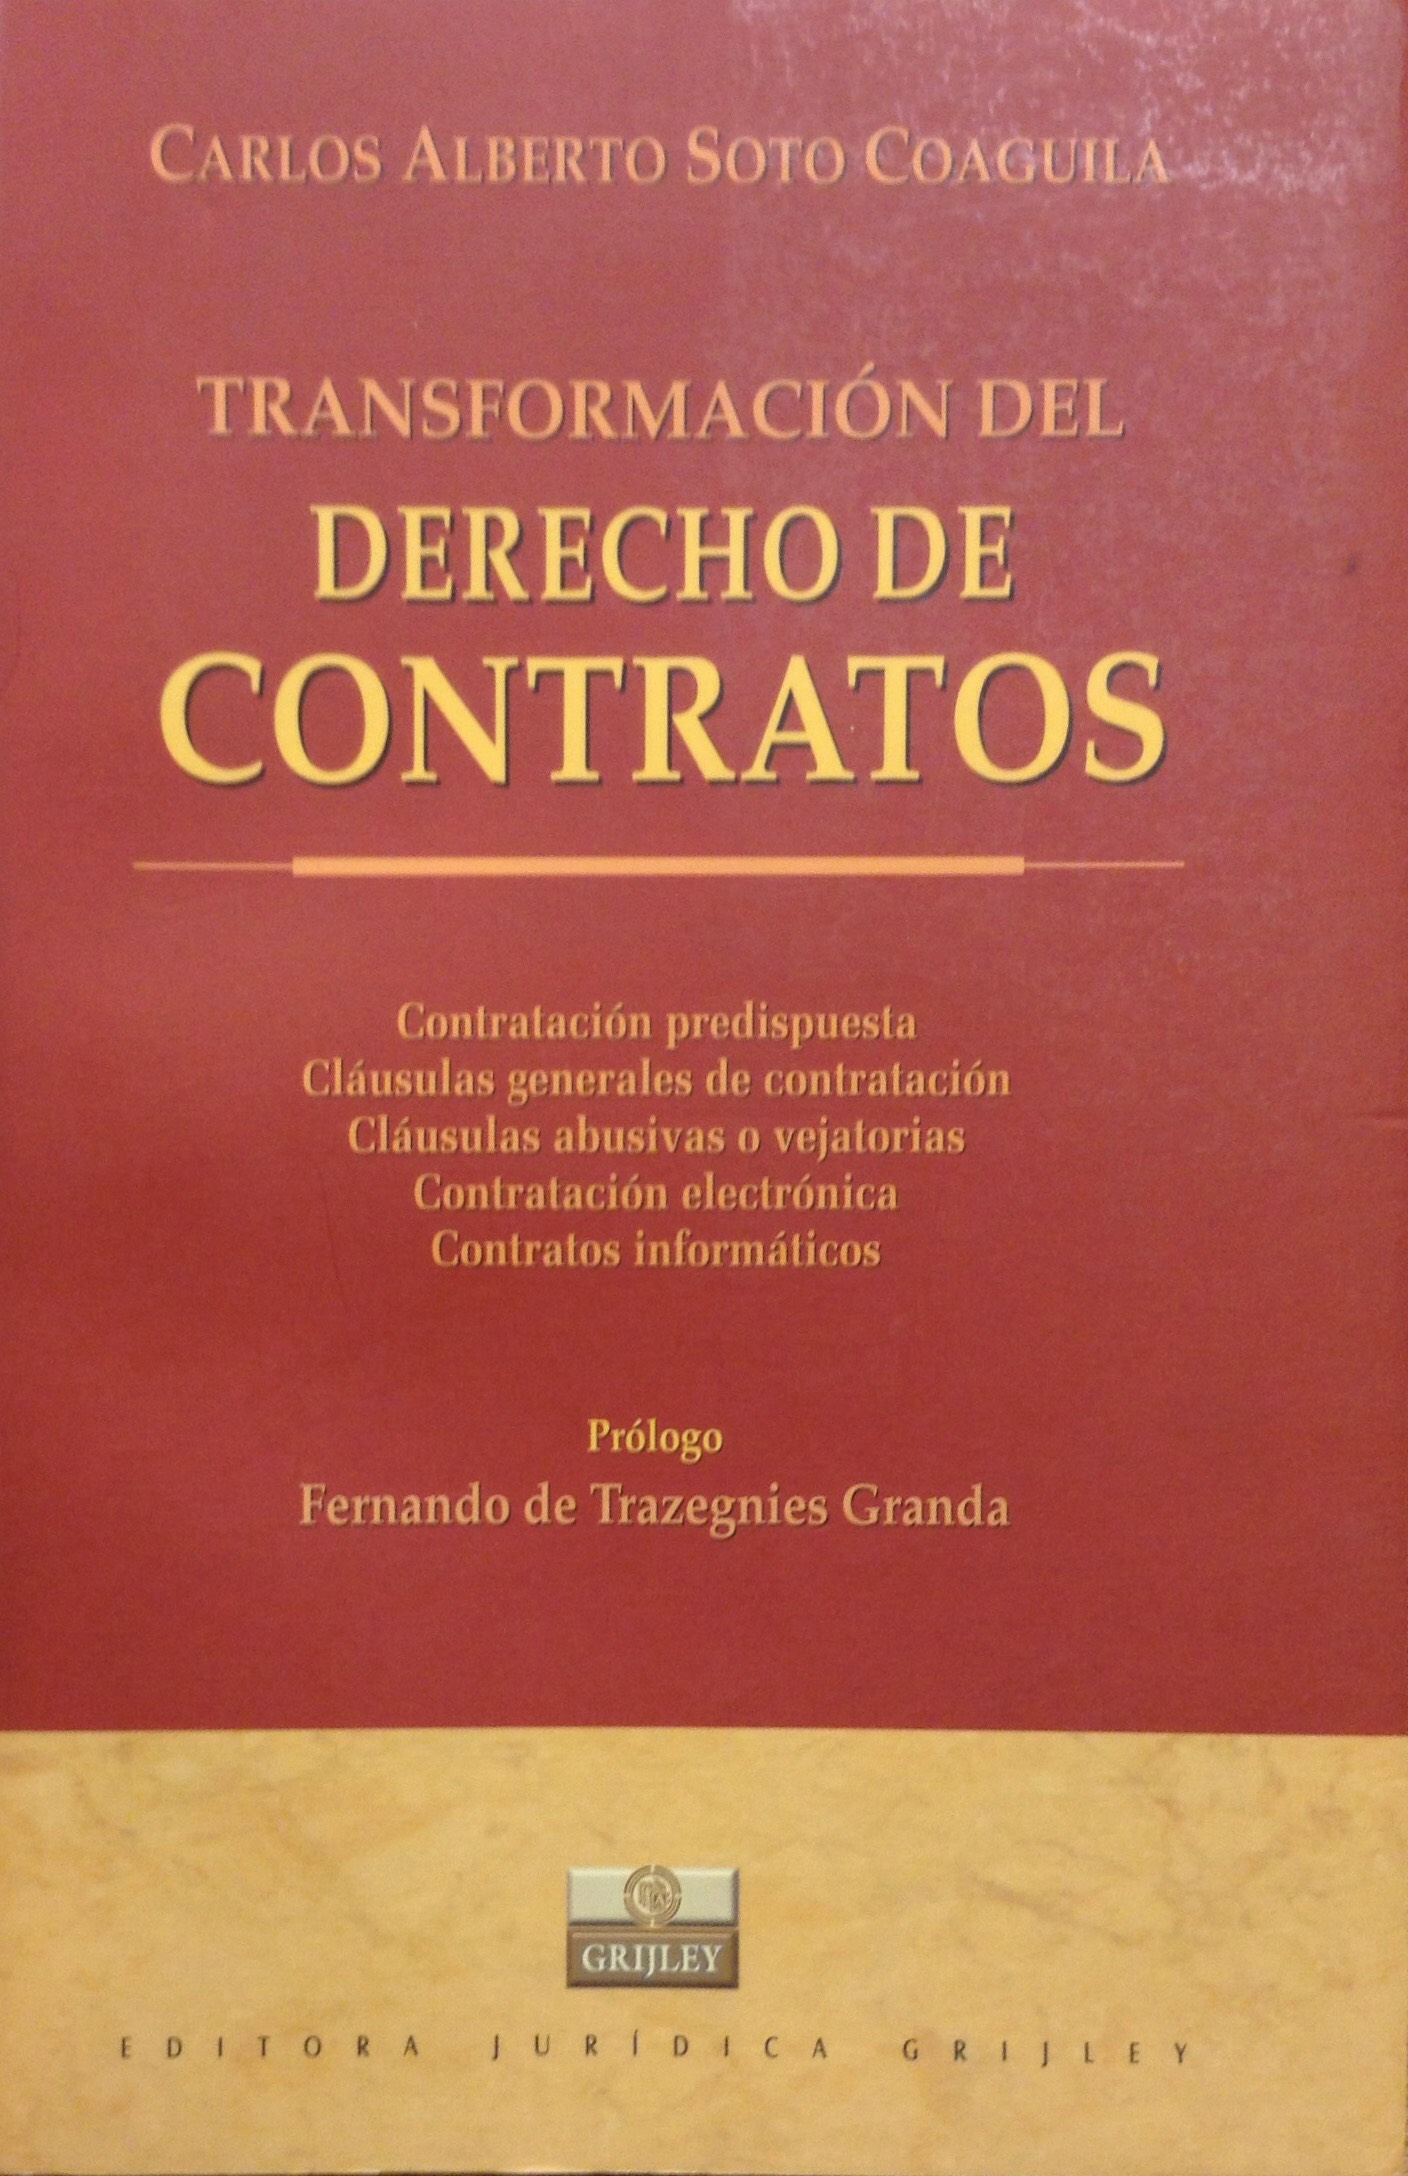 CARLOS ALBERTO SOTO COAGUILA
TRANSFORMACIÓN DEL
DERECHO DE
CONTRATOS
Contratación predispuesta
Cláusulas generales de contratación
Cláusulas abusivas o vejatorias
Contratación electrónica
Contratos informáticos
Prólogo
Fernando de Trazegnies Granda
GRIJLEY
EDITORA JURÍDICA GRIJLEY